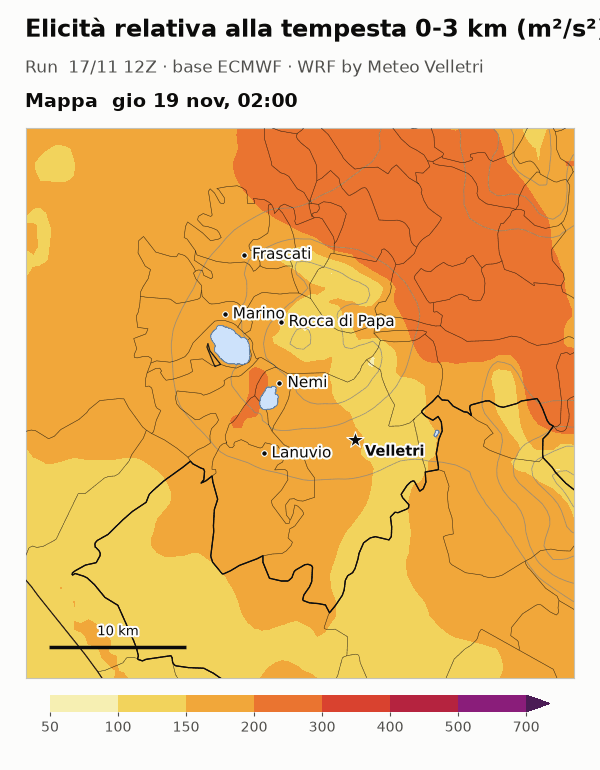 Elicità relativa alla tempesta 0-3 km (m²/s²)
Run 17/11 12Z · base ECMWF · WRF by Meteo Velletri
Mappa gio 19 nov, 02:00
Frascati
Marino
Rocca di Papa
Nemi
Velletri
Lanuvio
10 km
50 100 150 200 300 400 500 700